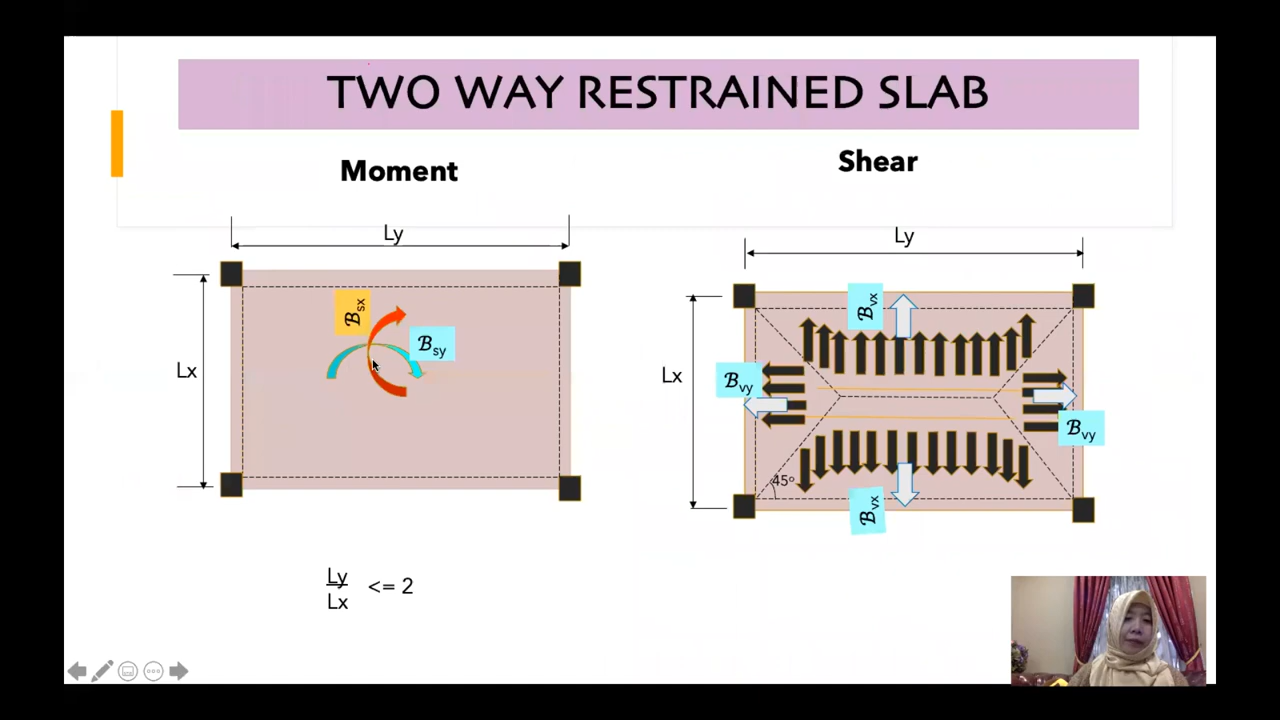 TWO WAY RESTRAINED SLAB
Moment
Shear
Ly
Lx
ℬsx
ℬsy
Ly
Lx
ℬvx
ℬvy
ℬvy
45°
ℬvx
Ly
Lx
<= 2